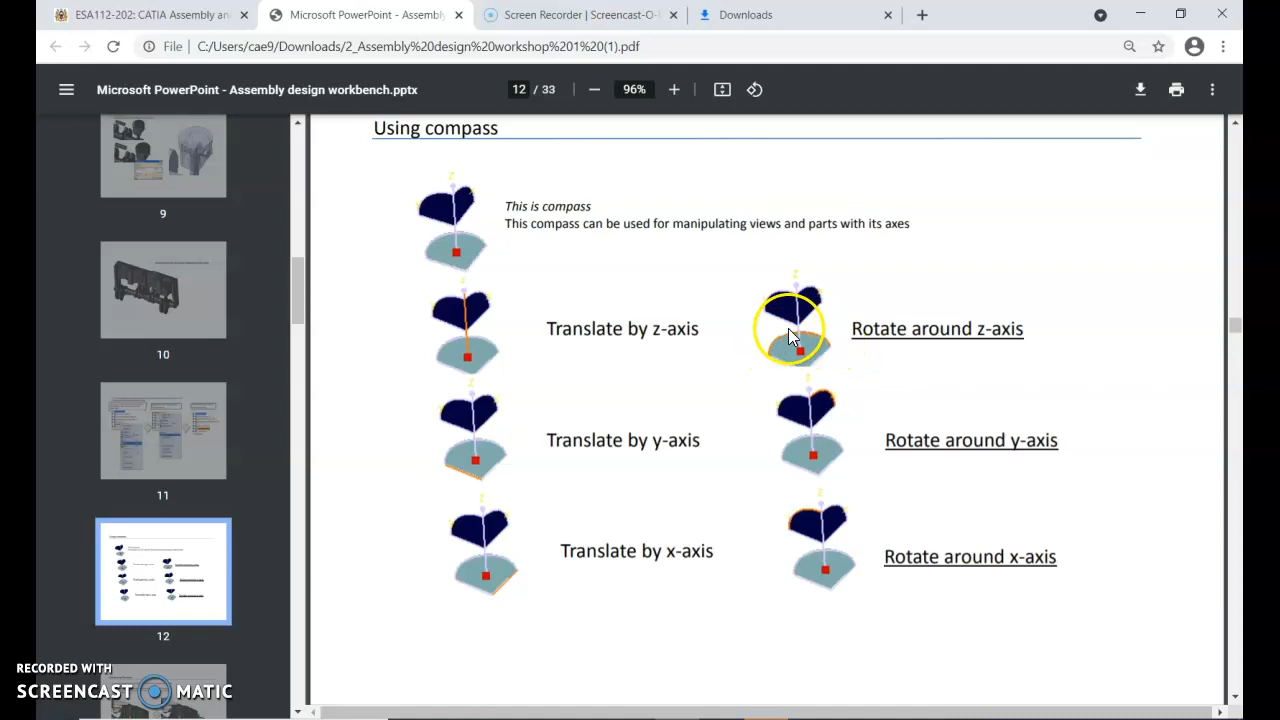 ESA112-202: CATIA Assembly an
Microsoft PowerPoint - Assembly
Screen Recorder | Screencast-O-
Downloads
File
C:/Users/cae9/Downloads/2_Assembly%20design%20workshop%201%20(1).pdf
Microsoft PowerPoint - Assembly design workbench.pptx
12 / 33
96%
9
10
11
12
Using compass
z
This is compass
This compass can be used for manipulating views and parts with its axes
z
Translate by z-axis
z
Rotate around z-axis
z
Translate by y-axis
z
Rotate around y-axis
z
Translate by x-axis
z
Rotate around x-axis
RECORDED WITH
SCREENCAST MATIC